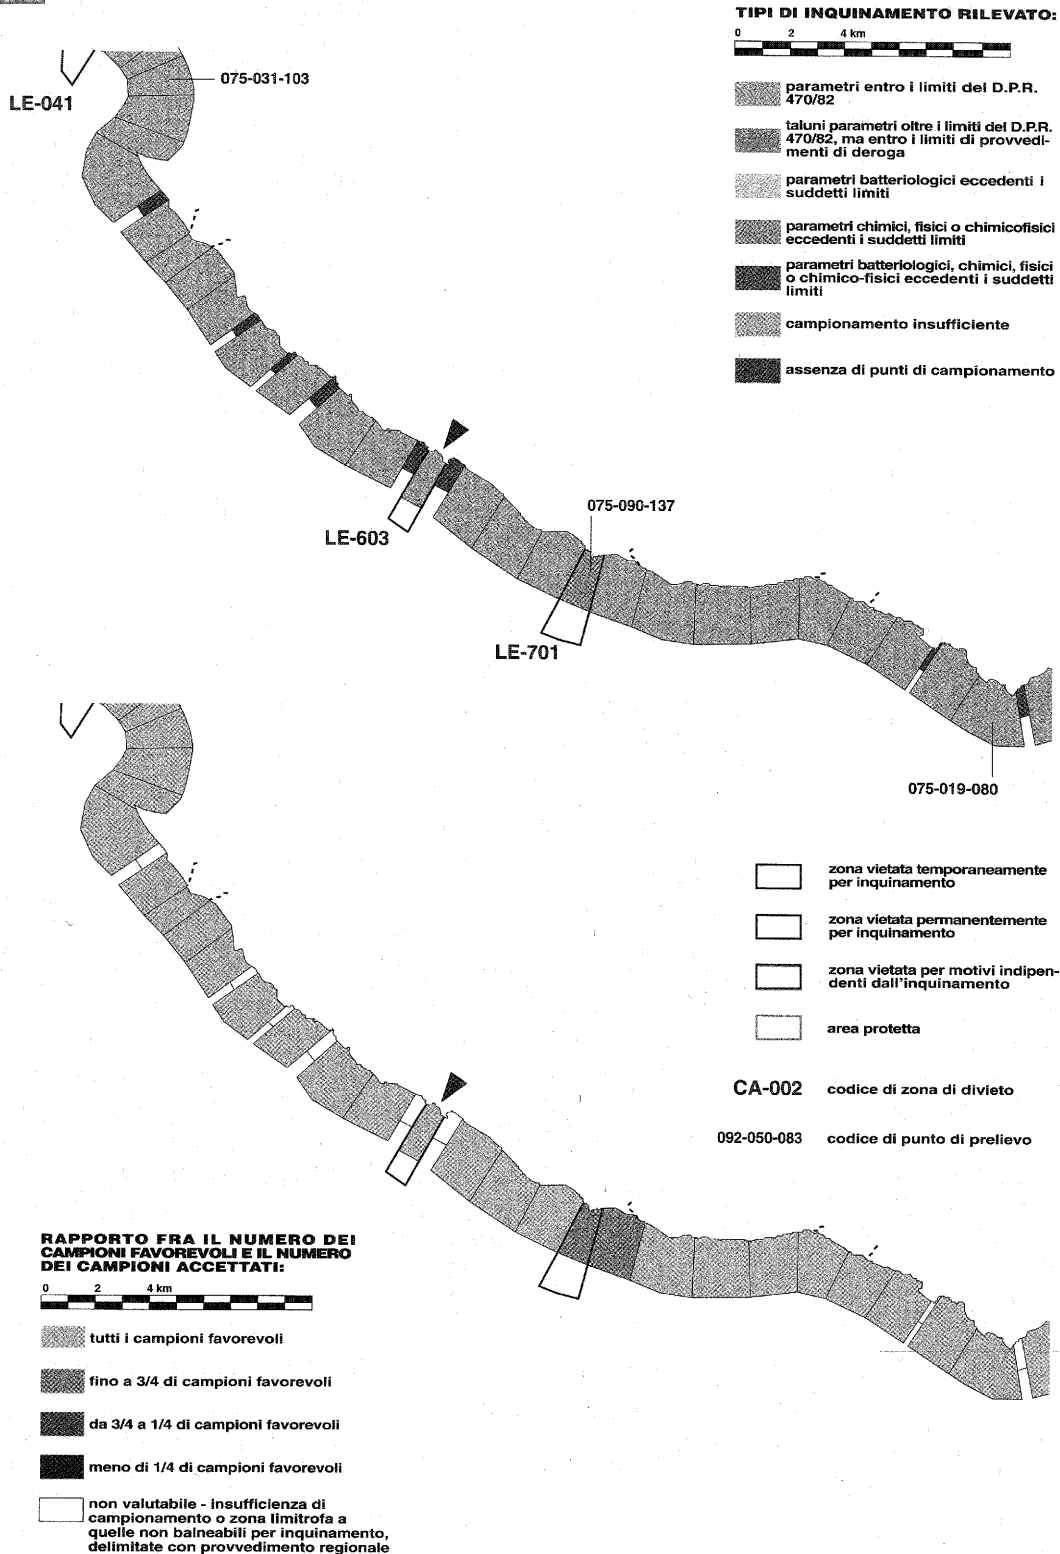 TIPI DI INQUINAMENTO RILEVATO:
0 2 4 km
parametri entro i limiti del D.P.R.
470/82
taluni parametri oltre i limiti del D.P.R.
470/82, ma entro i limiti di provvedi-
menti di deroga
parametri batteriologici eccedenti i
suddetti limiti
parametri chimici, fisici o chimicofisici
eccedenti i suddetti limiti
parametri batteriologici, chimici, fisici
o chimico-fisici eccedenti i suddetti
limiti
campionamento insufficiente
assenza di punti di campionamento
075-031-103
LE-041
LE-603
075-090-137
LE-701
075-019-080
zona vietata temporaneamente
per inquinamento
zona vietata permanentemente
per inquinamento
zona vietata per motivi indipen-
denti dall'inquinamento
area protetta
CA-002 codice di zona di divieto
092-050-083 codice di punto di prelievo
RAPPORTO FRA IL NUMERO DEI
CAMPIONI FAVOREVOLI E IL NUMERO
DEI CAMPIONI ACCETTATI:
0 2 4 km
tutti i campioni favorevoli
fino a 3/4 di campioni favorevoli
da 3/4 a 1/4 di campioni favorevoli
meno di 1/4 di campioni favorevoli
non valutabile - insufficienza di
campionamento o zona limitrofa a
quelle non balneabili per inquinamento,
delimitate con provvedimento regionale